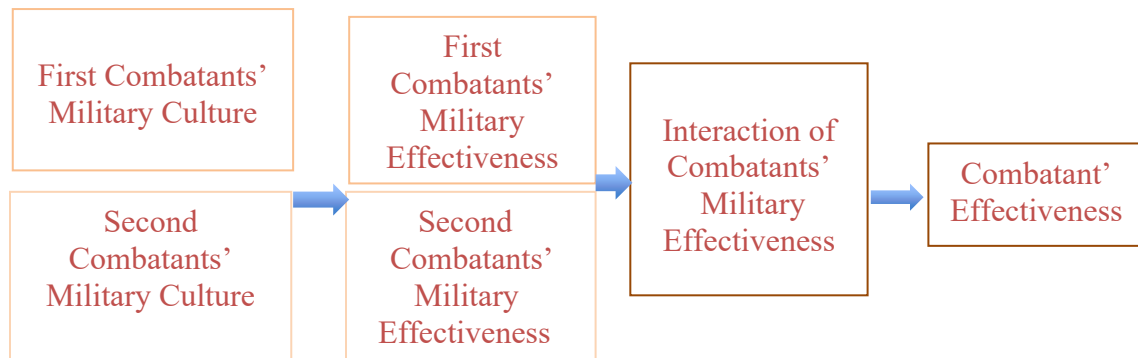 First Combatants’
Military Culture
Second
Combatants’
Military Culture
First
Combatants’
Military
Effectiveness
Second
Combatants’
Military
Effectiveness
Interaction of
Combatants’
Military
Effectiveness
Combatant’
Effectiveness